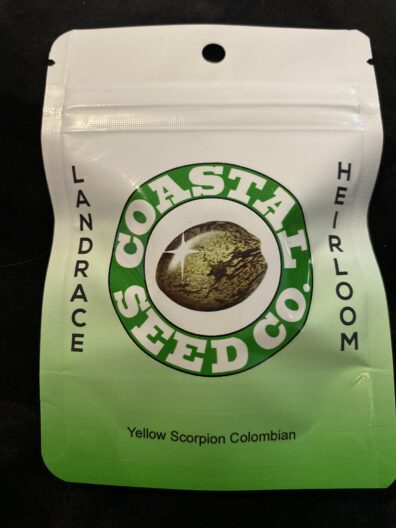 LANDRACE
COASTAL
SEED CO.
HEIRLOOM
Yellow Scorpion Colombian